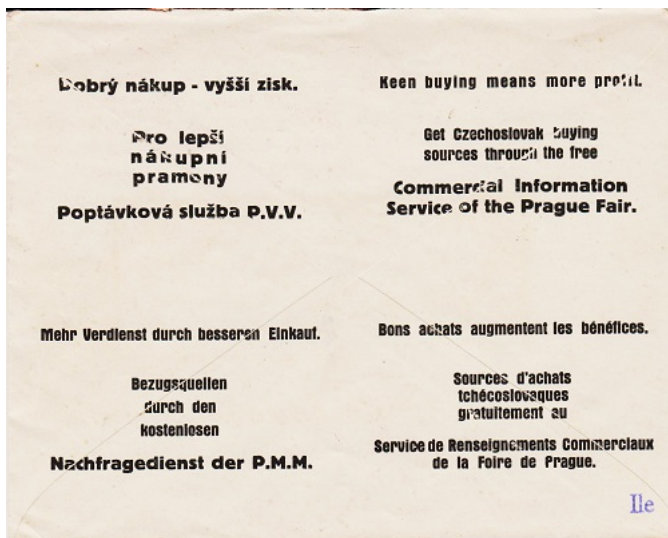 Dobrý nákup - vyšší zisk.
Pro lepší
nákupní
prameny
Poptávková služba P.V.V.
Keen buying means more profit.
Get Czechoslovak buying
sources through the free
Commercial Information
Service of the Prague Fair.
Mehr Verdienst durch besseren Einkauf.
Bezugsquellen
durch den
kostenlosen
Nachfragedienst der P.M.M.
Bons achats augmentent les bénéfices.
Sources d'achats
tchécoslovaques
gratuitement au
Service de Renseignements Commerciaux
de la Foire de Prague.
IIe